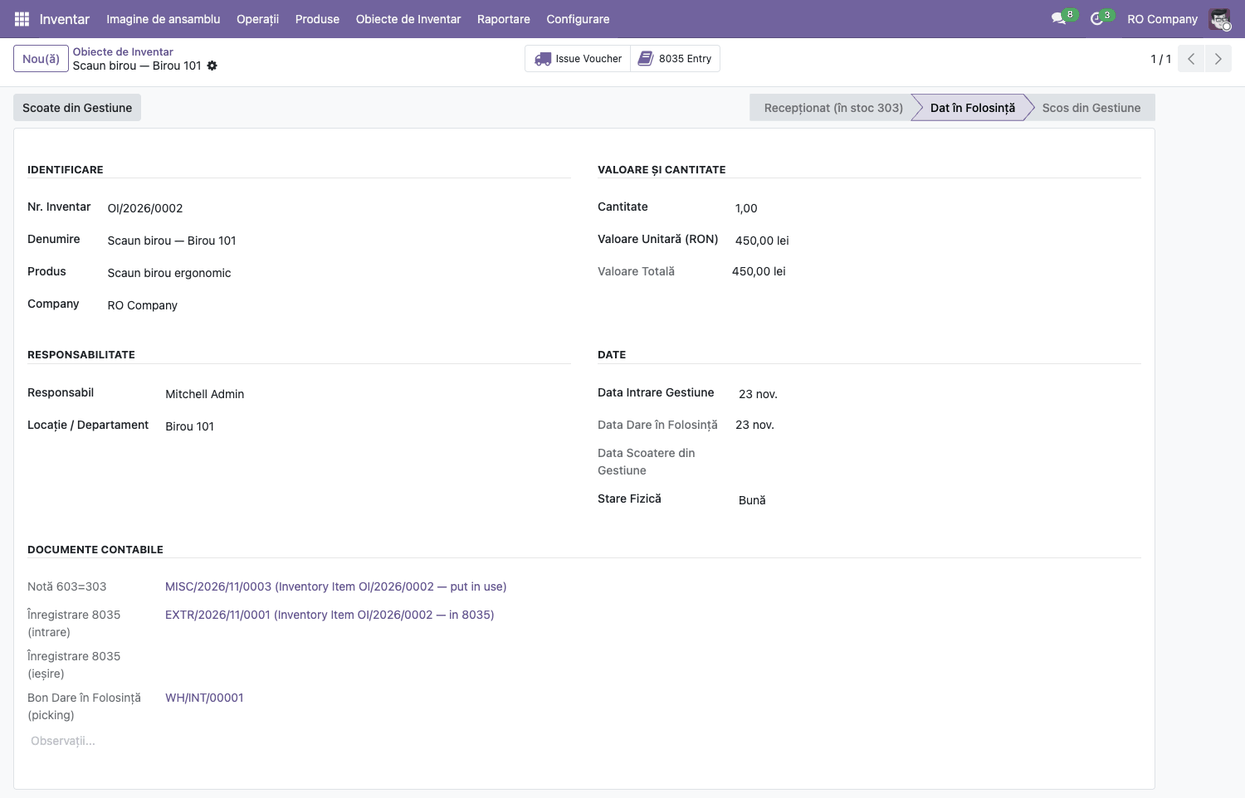 Inventar
Imagine de ansamblu
Operații
Produse
Obiecte de Inventar
Raportare
Configurare
8
3
RO Company
Nou(ă)
Obiecte de Inventar
Scaun birou — Birou 101
Issue Voucher
8035 Entry
1 / 1
Scoate din Gestiune
Recepționat (în stoc 303)
Dat în Folosință
Scos din Gestiune
IDENTIFICARE
Nr. Inventar OI/2026/0002
Denumire Scaun birou — Birou 101
Produs Scaun birou ergonomic
Company RO Company
VALOARE ȘI CANTITATE
Cantitate 1,00
Valoare Unitară (RON) 450,00 lei
Valoare Totală 450,00 lei
RESPONSABILITATE
Responsabil Mitchell Admin
Locație / Departament Birou 101
DATE
Data Intrare Gestiune 23 nov.
Data Dare în Folosință 23 nov.
Data Scoatere din
Gestiune
Stare Fizică Bună
DOCUMENTE CONTABILE
Notă 603=303 MISC/2026/11/0003 (Inventory Item OI/2026/0002 — put in use)
Înregistrare 8035 EXTR/2026/11/0001 (Inventory Item OI/2026/0002 — in 8035)
(intrare)
Înregistrare 8035
(ieșire)
Bon Dare în Folosință WH/INT/00001
(picking)
Observații...